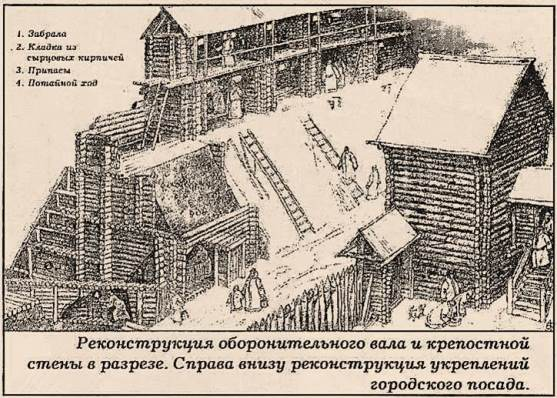 1. Забрала
2. Кладка из
сырцовых кирпичей
3. Припасы
4. Потайной ход
Реконструкция оборонительного вала и крепостной
стены в разрезе. Справа внизу реконструкция укреплений
городского посада.